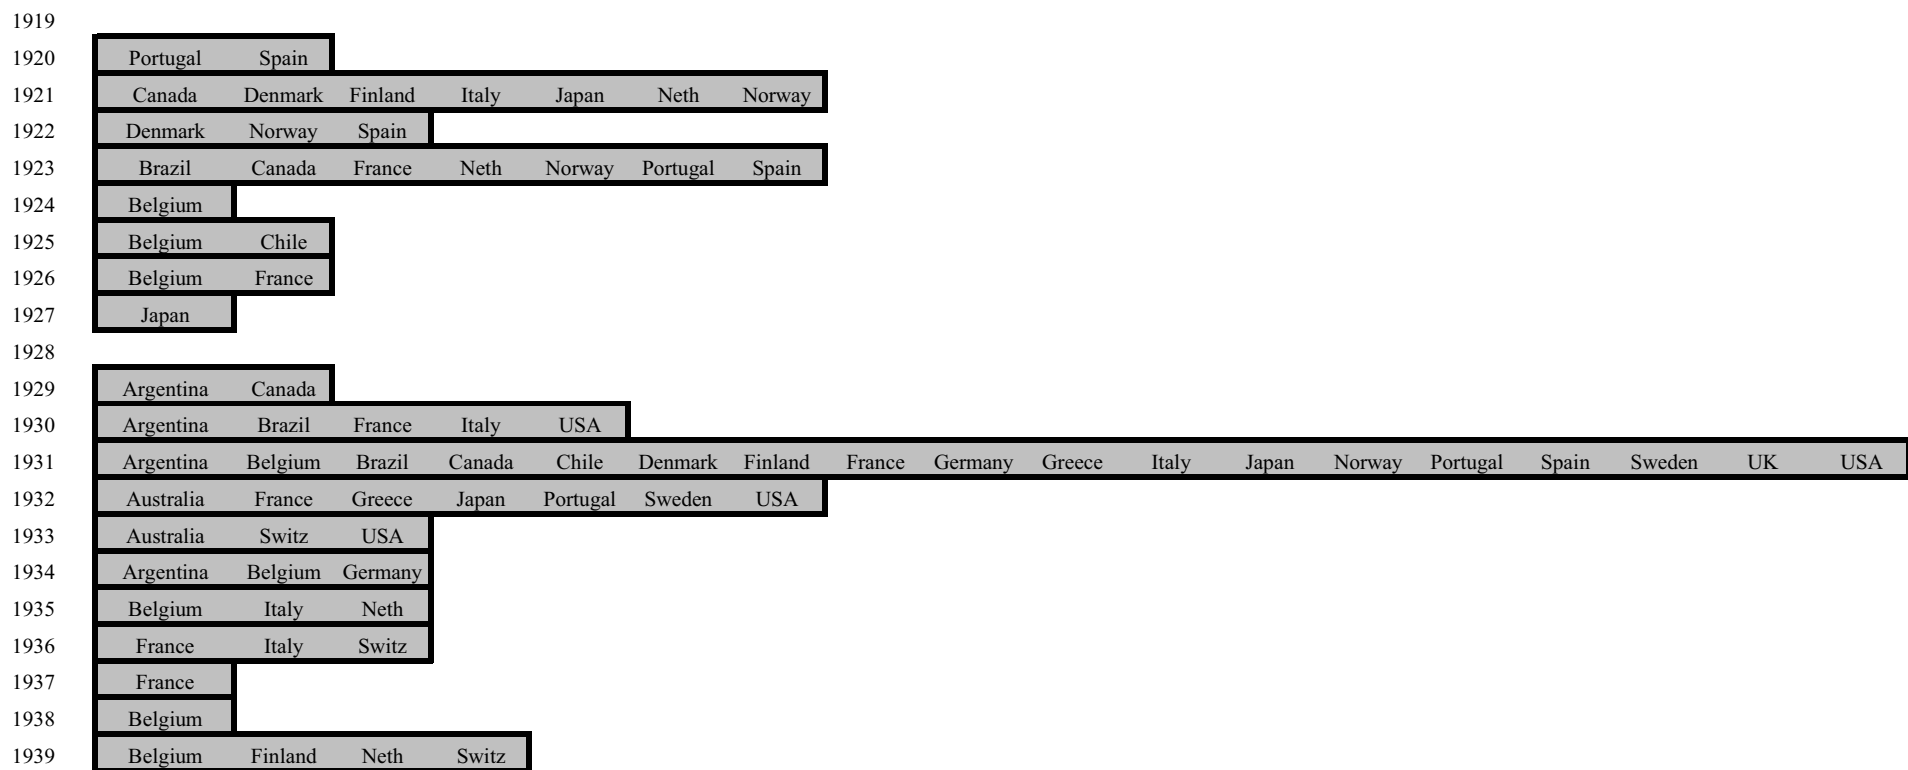 1919
1920 Portugal Spain
1921 Canada Denmark Finland Italy Japan Neth Norway
1922 Denmark Norway Spain
1923 Brazil Canada France Neth Norway Portugal Spain
1924 Belgium
1925 Belgium Chile
1926 Belgium France
1927 Japan
1928
1929 Argentina Canada
1930 Argentina Brazil France Italy USA
1931 Argentina Belgium Brazil Canada Chile Denmark Finland France Germany Greece Italy Japan Norway Portugal Spain Sweden UK USA
1932 Australia France Greece Japan Portugal Sweden USA
1933 Australia Switz USA
1934 Argentina Belgium Germany
1935 Belgium Italy Neth
1936 France Italy Switz
1937 France
1938 Belgium
1939 Belgium Finland Neth Switz